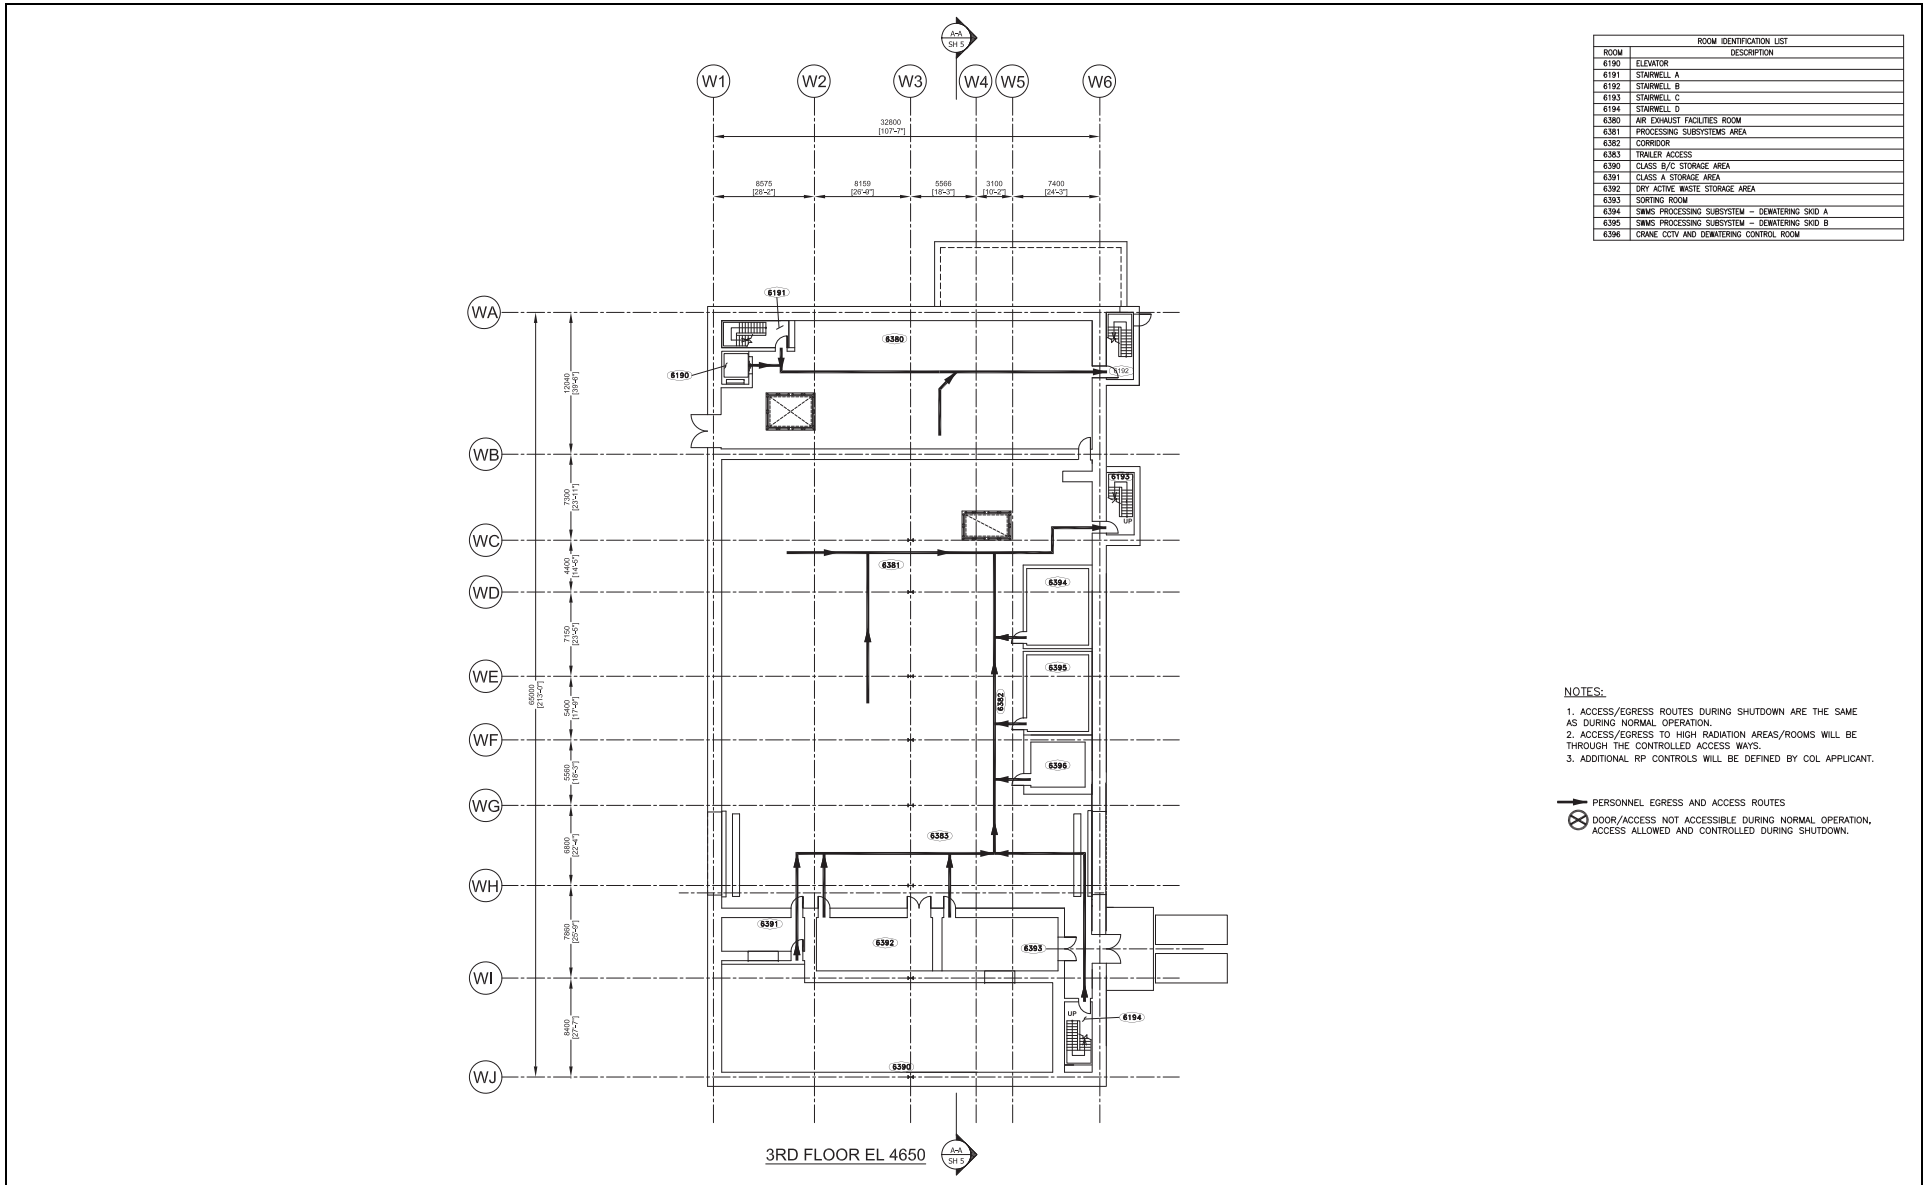 A-A
SH 5
W1 W2 W3 W4 W5 W6
32800
[107'-7"]
8575 8159 5566 3100 7400
[28'-2"] [26'-9"] [18'-3"] [10'-2"] [24'-3"]
ROOM IDENTIFICATION LIST
ROOM DESCRIPTION
6190 ELEVATOR
6191 STAIRWELL A
6192 STAIRWELL B
6193 STAIRWELL C
6194 STAIRWELL D
6380 AIR EXHAUST FACILITIES ROOM
6381 PROCESSING SUBSYSTEMS AREA
6382 CORRIDOR
6383 TRAILER ACCESS
6390 CLASS B/C STORAGE AREA
6391 CLASS A STORAGE AREA
6392 DRY ACTIVE WASTE STORAGE AREA
6393 SORTING ROOM
6394 SWMS PROCESSING SUBSYSTEM – DEWATERING SKID A
6395 SWMS PROCESSING SUBSYSTEM – DEWATERING SKID B
6396 CRANE CCTV AND DEWATERING CONTROL ROOM
WA
WB
WC
WD
WE
WF
WG
WH
WI
WJ
65000
[213'-0"]
12040
[39'-6"]
7300
[23'-11"]
4400
[14'-5"]
7150
[23'-5"]
5400
[17'-9"]
5560
[18'-3"]
6800
[22'-4"]
7860
[25'-9"]
8400
[27'-7"]
6191
6380
6190
6192
6193
UP
6381
6394
6395
6382
6396
6383
6391
6392
6393
UP
6194
6390
NOTES:
1. ACCESS/EGRESS ROUTES DURING SHUTDOWN ARE THE SAME
AS DURING NORMAL OPERATION.
2. ACCESS/EGRESS TO HIGH RADIATION AREAS/ROOMS WILL BE
THROUGH THE CONTROLLED ACCESS WAYS.
3. ADDITIONAL RP CONTROLS WILL BE DEFINED BY COL APPLICANT.
PERSONNEL EGRESS AND ACCESS ROUTES
DOOR/ACCESS NOT ACCESSIBLE DURING NORMAL OPERATION,
ACCESS ALLOWED AND CONTROLLED DURING SHUTDOWN.
3RD FLOOR EL 4650
A-A
SH 5